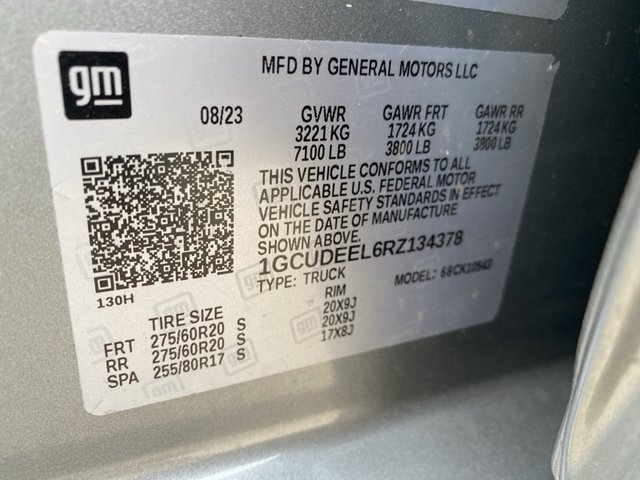 gm
MFD BY GENERAL MOTORS LLC
08/23 GVWR GAWR FRT GAWR RR
3221 KG 1724 KG 1724 KG
7100 LB 3800 LB 3800 LB
THIS VEHICLE CONFORMS TO ALL
APPLICABLE U.S. FEDERAL MOTOR
VEHICLE SAFETY STANDARDS IN EFFECT
ON THE DATE OF MANUFACTURE
SHOWN ABOVE.
1GCUDEEL6RZ134378
TYPE: TRUCK MODEL: 68CK10543
130H
TIRE SIZE RIM
FRT 275/60R20 S 20X9J
RR 275/60R20 S 20X9J
SPA 255/80R17 S 17X8J